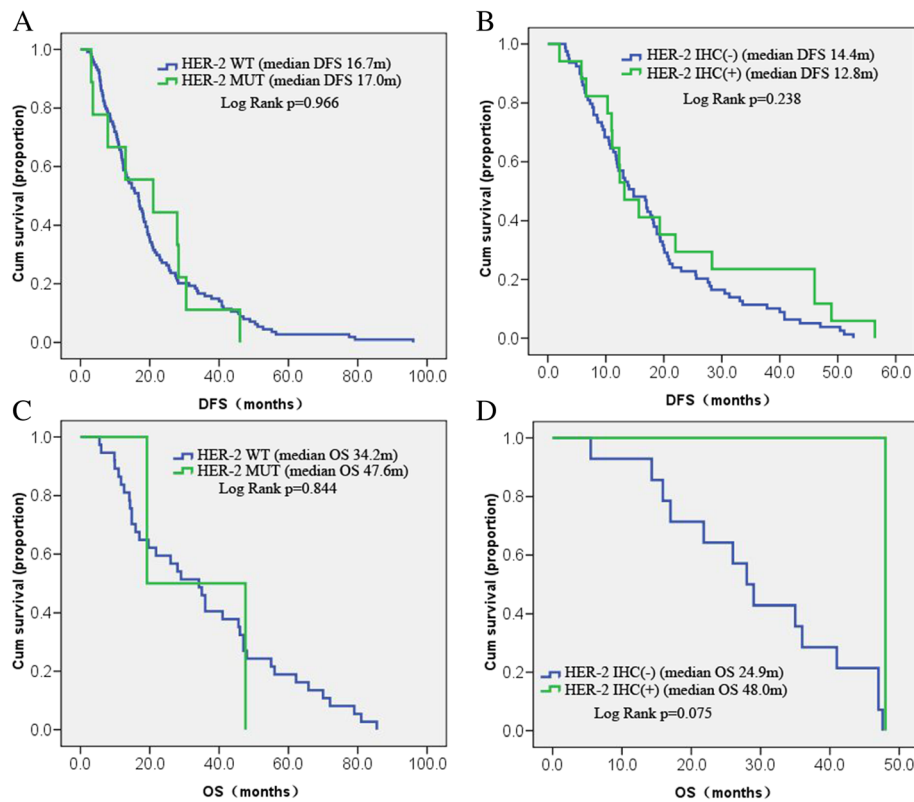 A
HER-2 WT (median DFS 16.7m)
HER-2 MUT (median DFS 17.0m)
Log Rank p=0.966
Cum survival (proportion)
1.0
0.8
0.6
0.4
0.2
0.0
0.0 20.0 40.0 60.0 80.0 100.0
DFS（months）
B
HER-2 IHC(-) (median DFS 14.4m)
HER-2 IHC(+) (median DFS 12.8m)
Log Rank p=0.238
Cum survival (proportion)
1.0
0.8
0.6
0.4
0.2
0.0
0.0 10.0 20.0 30.0 40.0 50.0 60.0
DFS（months）
C
HER-2 WT (median OS 34.2m)
HER-2 MUT (median OS 47.6m)
Log Rank p=0.844
Cum survival (proportion)
1.0
0.8
0.6
0.4
0.2
0.0
0.0 20.0 40.0 60.0 80.0 100.0
OS（months）
D
Cum survival (proportion)
1.0
0.8
0.6
0.4
0.2
0.0
HER-2 IHC(-) (median OS 24.9m)
HER-2 IHC(+) (median OS 48.0m)
Log Rank p=0.075
0.0 10.0 20.0 30.0 40.0 50.0
OS（months）